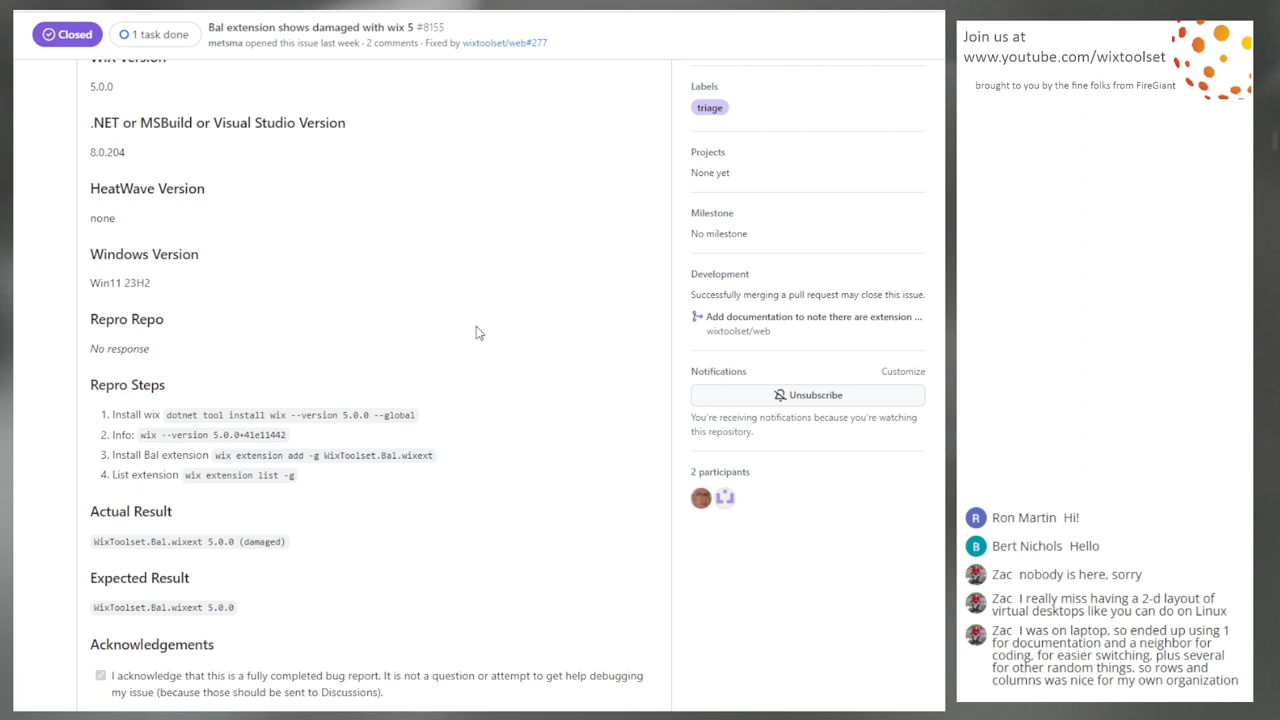 Closed
1 task done
Bal extension shows damaged with wix 5 #8155
metsma opened this issue last week · 2 comments · Fixed by wixtoolset/web#277
Wix Version
5.0.0
.NET or MSBuild or Visual Studio Version
8.0.204
HeatWave Version
none
Windows Version
Win11 23H2
Repro Repo
No response
Repro Steps
1. Install wix dotnet tool install wix --version 5.0.0 --global
2. Info: wix --version 5.0.0+41e11442
3. Install Bal extension wix extension add -g WixToolset.Bal.wixext
4. List extension wix extension list -g
Actual Result
WixToolset.Bal.wixext 5.0.0 (damaged)
Expected Result
WixToolset.Bal.wixext 5.0.0
Acknowledgements
I acknowledge that this is a fully completed bug report. It is not a question or attempt to get help debugging
my issue (because those should be sent to Discussions).
Labels
triage
Projects
None yet
Milestone
No milestone
Development
Successfully merging a pull request may close this issue.
Add documentation to note there are extension ...
wixtoolset/web
Notifications
Customize
Unsubscribe
You're receiving notifications because you're watching
this repository.
2 participants
Join us at
www.youtube.com/wixtoolset
brought to you by the fine folks from FireGiant
R Ron Martin Hi!
B Bert Nichols Hello
Zac nobody is here, sorry
Zac I really miss having a 2-d layout of
virtual desktops like you can do on Linux
Zac I was on laptop, so ended up using 1
for documentation and a neighbor for
coding, for easier switching, plus several
for other random things. so rows and
columns was nice for my own organization